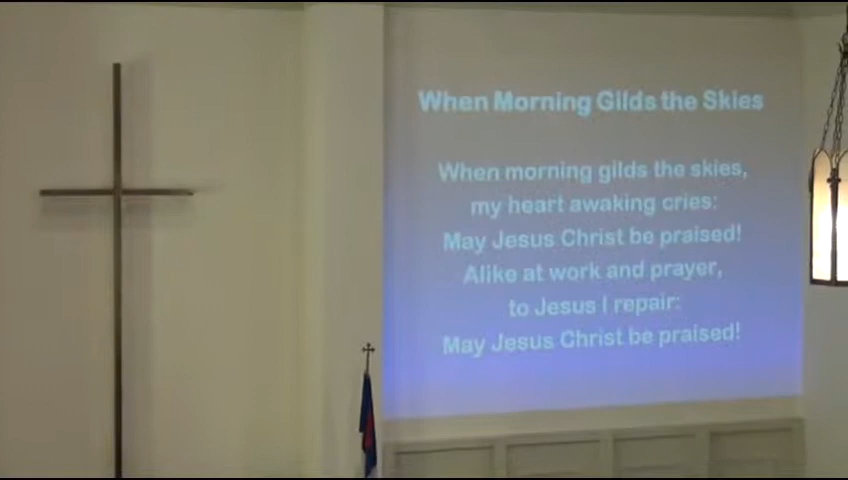 When Morning Gilds the Skies
When morning gilds the skies,
my heart awaking cries:
May Jesus Christ be praised!
Alike at work and prayer,
to Jesus I repair:
May Jesus Christ be praised!